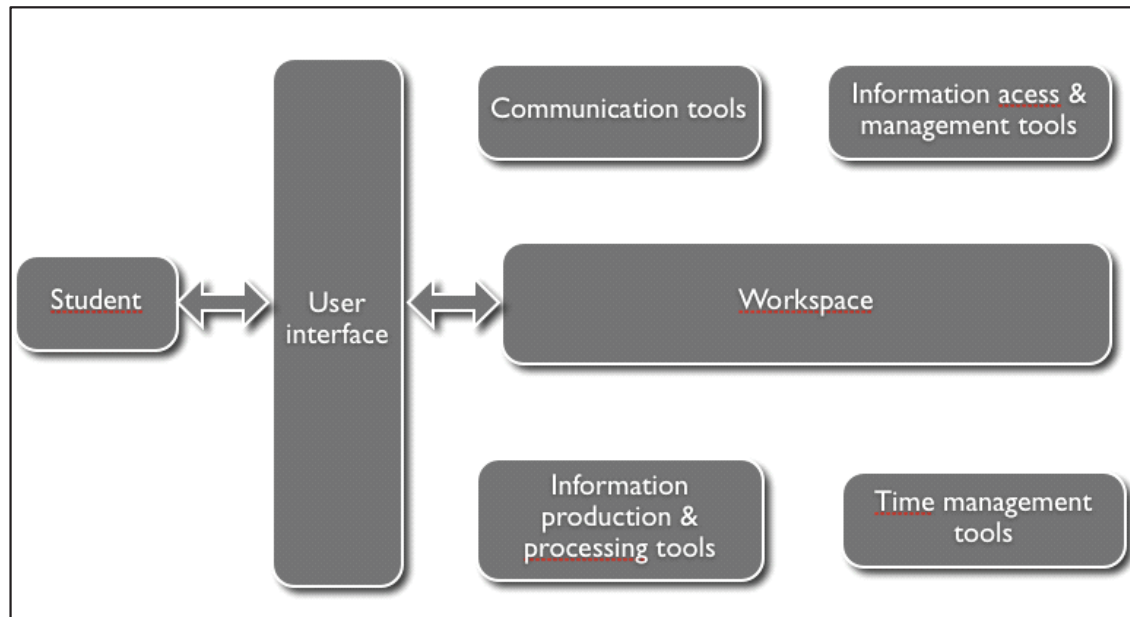 Communication tools
Information acess &
management tools
Student
User
interface
Workspace
Information
production &
processing tools
Time management
tools